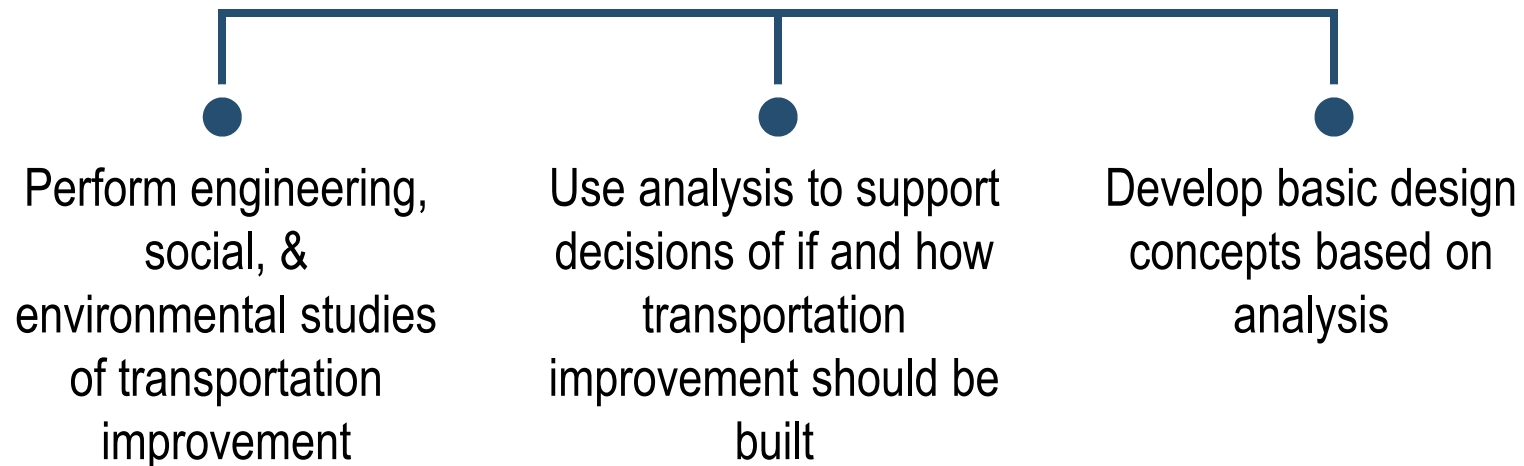 Perform engineering,
social, &
environmental studies
of transportation
improvement
Use analysis to support
decisions of if and how
transportation
improvement should be
built
Develop basic design
concepts based on
analysis